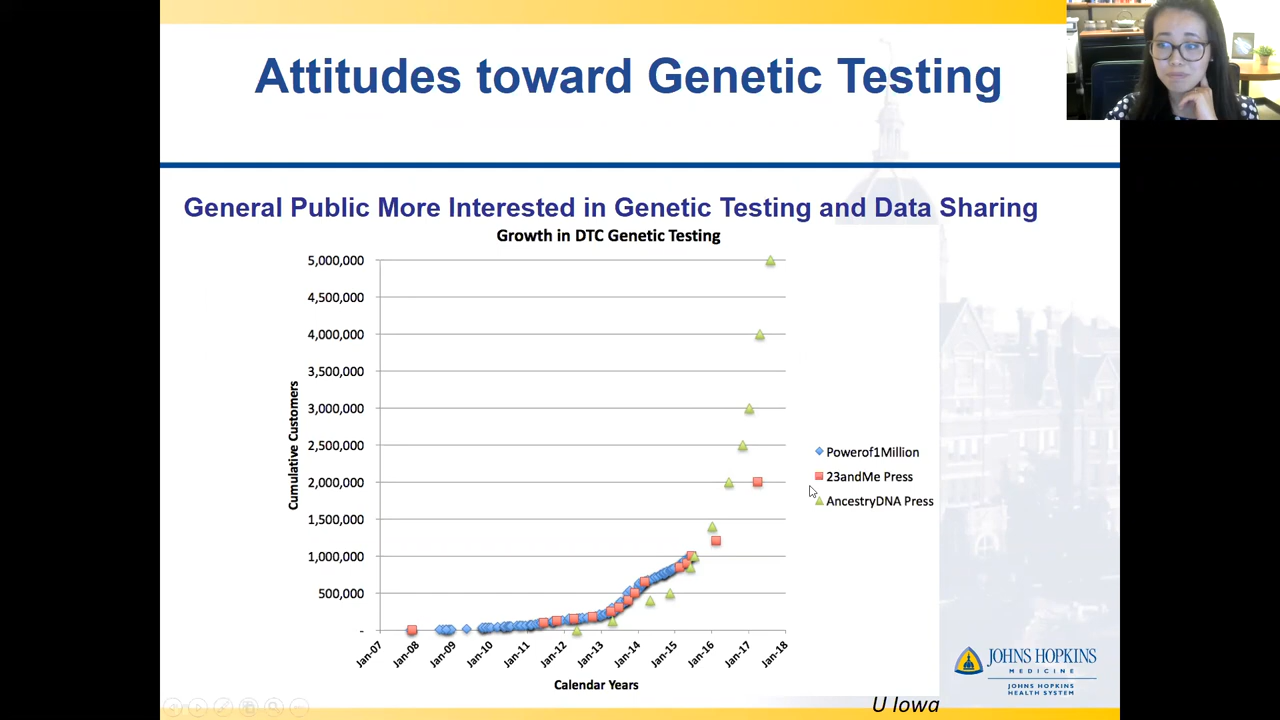 Attitudes toward Genetic Testing
General Public More Interested in Genetic Testing and Data Sharing
Growth in DTC Genetic Testing
Cumulative Customers
5,000,000
4,500,000
4,000,000
3,500,000
3,000,000
2,500,000
2,000,000
1,500,000
1,000,000
500,000
-
Jan-07
Jan-08
Jan-09
Jan-10
Jan-11
Jan-12
Jan-13
Jan-14
Jan-15
Jan-16
Jan-17
Jan-18
Calendar Years
Powerof1Million
23andMe Press
AncestryDNA Press
JOHNS HOPKINS
MEDICINE
JOHNS HOPKINS
HEALTH SYSTEM
U Iowa